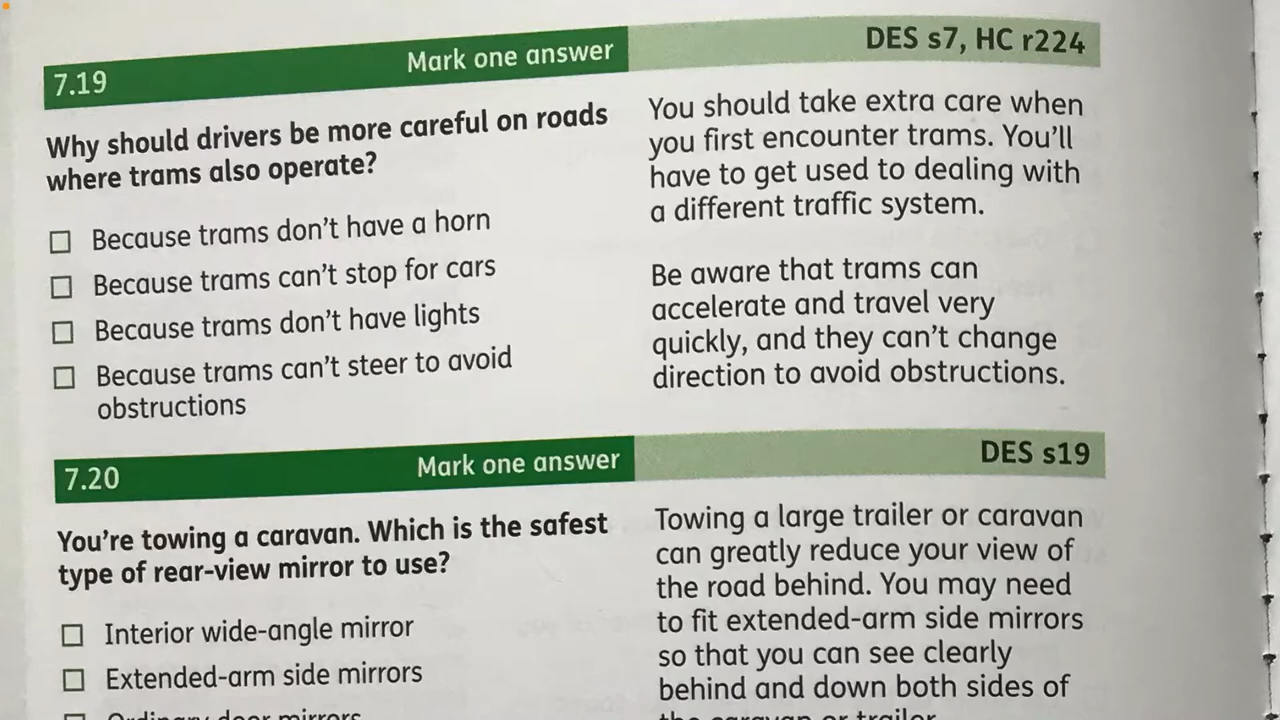 7.19 Mark one answer DES s7, HC r224
Why should drivers be more careful on roads
where trams also operate?
Because trams don't have a horn
Because trams can't stop for cars
Because trams don't have lights
Because trams can't steer to avoid
obstructions
You should take extra care when
you first encounter trams. You'll
have to get used to dealing with
a different traffic system.
Be aware that trams can
accelerate and travel very
quickly, and they can't change
direction to avoid obstructions.
7.20 Mark one answer DES s19
You're towing a caravan. Which is the safest
type of rear-view mirror to use?
Interior wide-angle mirror
Extended-arm side mirrors
Ordinary door mirrors
Towing a large trailer or caravan
can greatly reduce your view of
the road behind. You may need
to fit extended-arm side mirrors
so that you can see clearly
behind and down both sides of
the caravan or trailer.